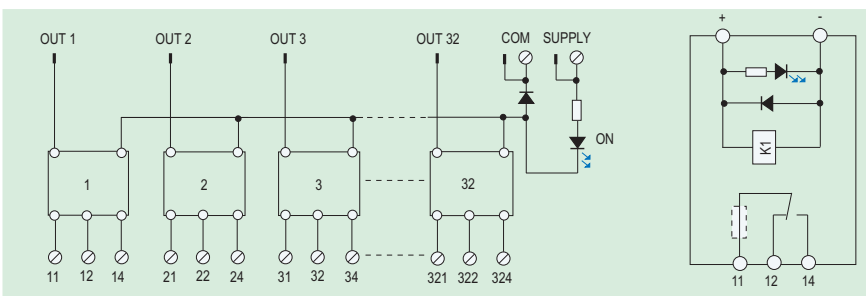 OUT 1 OUT 2 OUT 3 OUT 32 COM SUPPLY
ON
1 2 3 32
11 12 14 21 22 24 31 32 34 321 322 324
+ -
K1
11 12 14